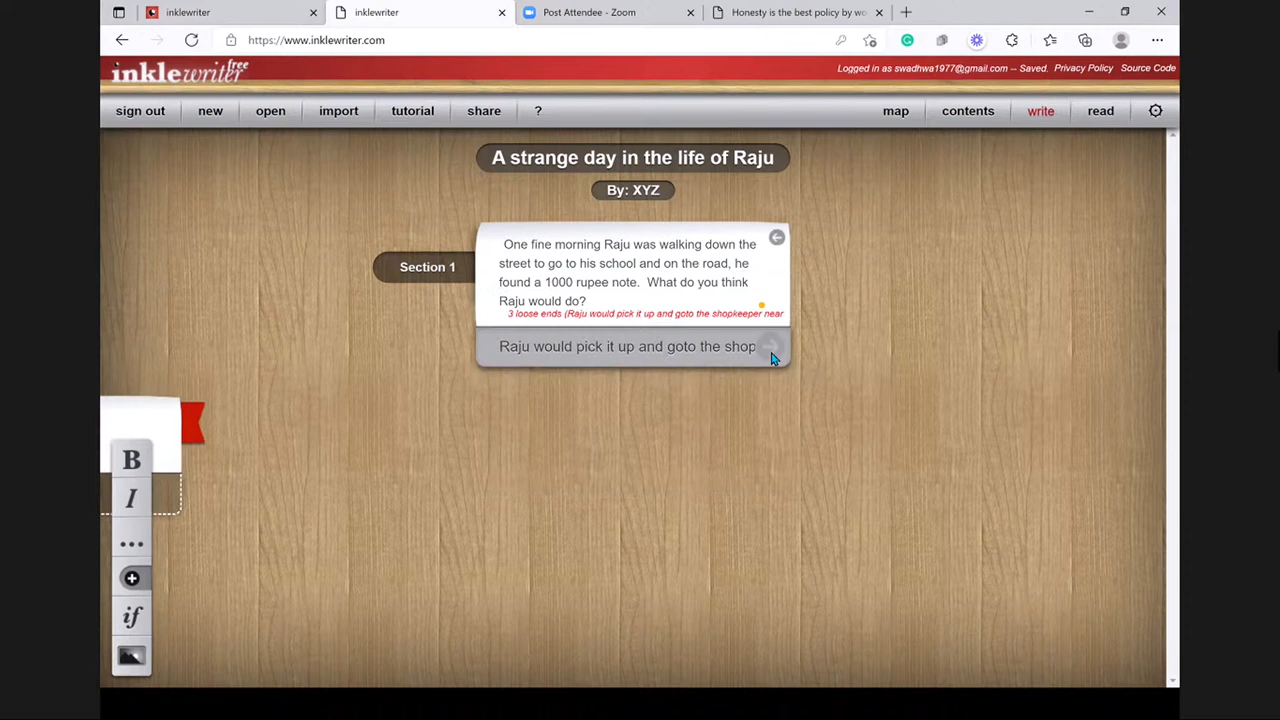 inklewriter
inklewriter
Post Attendee - Zoom
Honesty is the best policy by wo
https://www.inklewriter.com
inklewriter free
Logged in as swadhwa1977@gmail.com -- Saved. Privacy Policy Source Code
sign out new open import tutorial share ? map contents write read
A strange day in the life of Raju
By: XYZ
Section 1
One fine morning Raju was walking down the
street to go to his school and on the road, he
found a 1000 rupee note. What do you think
Raju would do?
3 loose ends (Raju would pick it up and goto the shopkeeper near
Raju would pick it up and goto the shop
B
I
...
if